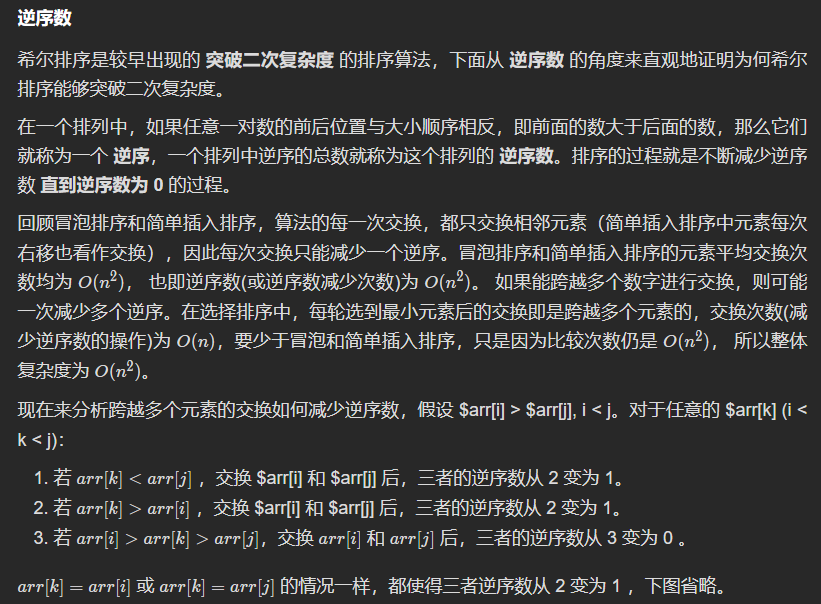 逆序数
希尔排序是较早出现的 突破二次复杂度 的排序算法，下面从 逆序数 的角度来直观地证明为何希尔
排序能够突破二次复杂度。
在一个排列中，如果任意一对数的前后位置与大小顺序相反，即前面的数大于后面的数，那么它们
就称为一个 逆序，一个排列中逆序的总数就称为这个排列的 逆序数。排序的过程就是不断减少逆序
数 直到逆序数为 0 的过程。
回顾冒泡排序和简单插入排序，算法的每一次交换，都只交换相邻元素（简单插入排序中元素每次
右移也看作交换），因此每次交换只能减少一个逆序。冒泡排序和简单插入排序的元素平均交换次
数均为 O(n²)， 也即逆序数(或逆序数减少次数)为 O(n²)。 如果能跨越多个数字进行交换，则可能
一次减少多个逆序。在选择排序中，每轮选到最小元素后的交换即是跨越多个元素的，交换次数(减
少逆序数的操作)为 O(n)，要少于冒泡和简单插入排序，只是因为比较次数仍是 O(n²)， 所以整体
复杂度为 O(n²)。
现在来分析跨越多个元素的交换如何减少逆序数，假设 $arr[i] > $arr[j], i < j。对于任意的 $arr[k] (i <
k < j)：
1. 若 arr[k] < arr[j] ，交换 $arr[i] 和 $arr[j] 后，三者的逆序数从 2 变为 1。
2. 若 arr[k] > arr[i] ，交换 $arr[i] 和 $arr[j] 后，三者的逆序数从 2 变为 1。
3. 若 arr[i] > arr[k] > arr[j]，交换 arr[i] 和 arr[j] 后，三者的逆序数从 3 变为 0 。
arr[k] = arr[i] 或 arr[k] = arr[j] 的情况一样，都使得三者逆序数从 2 变为 1 ，下图省略。